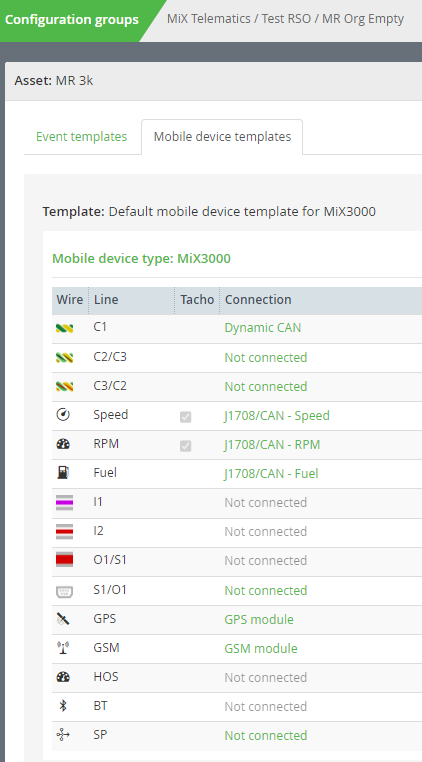 Configuration groups MiX Telematics / Test RSO / MR Org Empty
Asset: MR 3k
Event templates Mobile device templates
Template: Default mobile device template for MiX3000
Mobile device type: MiX3000
Wire Line Tacho Connection
C1 Dynamic CAN
C2/C3 Not connected
C3/C2 Not connected
Speed J1708/CAN - Speed
RPM J1708/CAN - RPM
Fuel J1708/CAN - Fuel
I1 Not connected
I2 Not connected
O1/S1 Not connected
S1/O1 Not connected
GPS GPS module
GSM GSM module
HOS Not connected
BT Not connected
SP Not connected